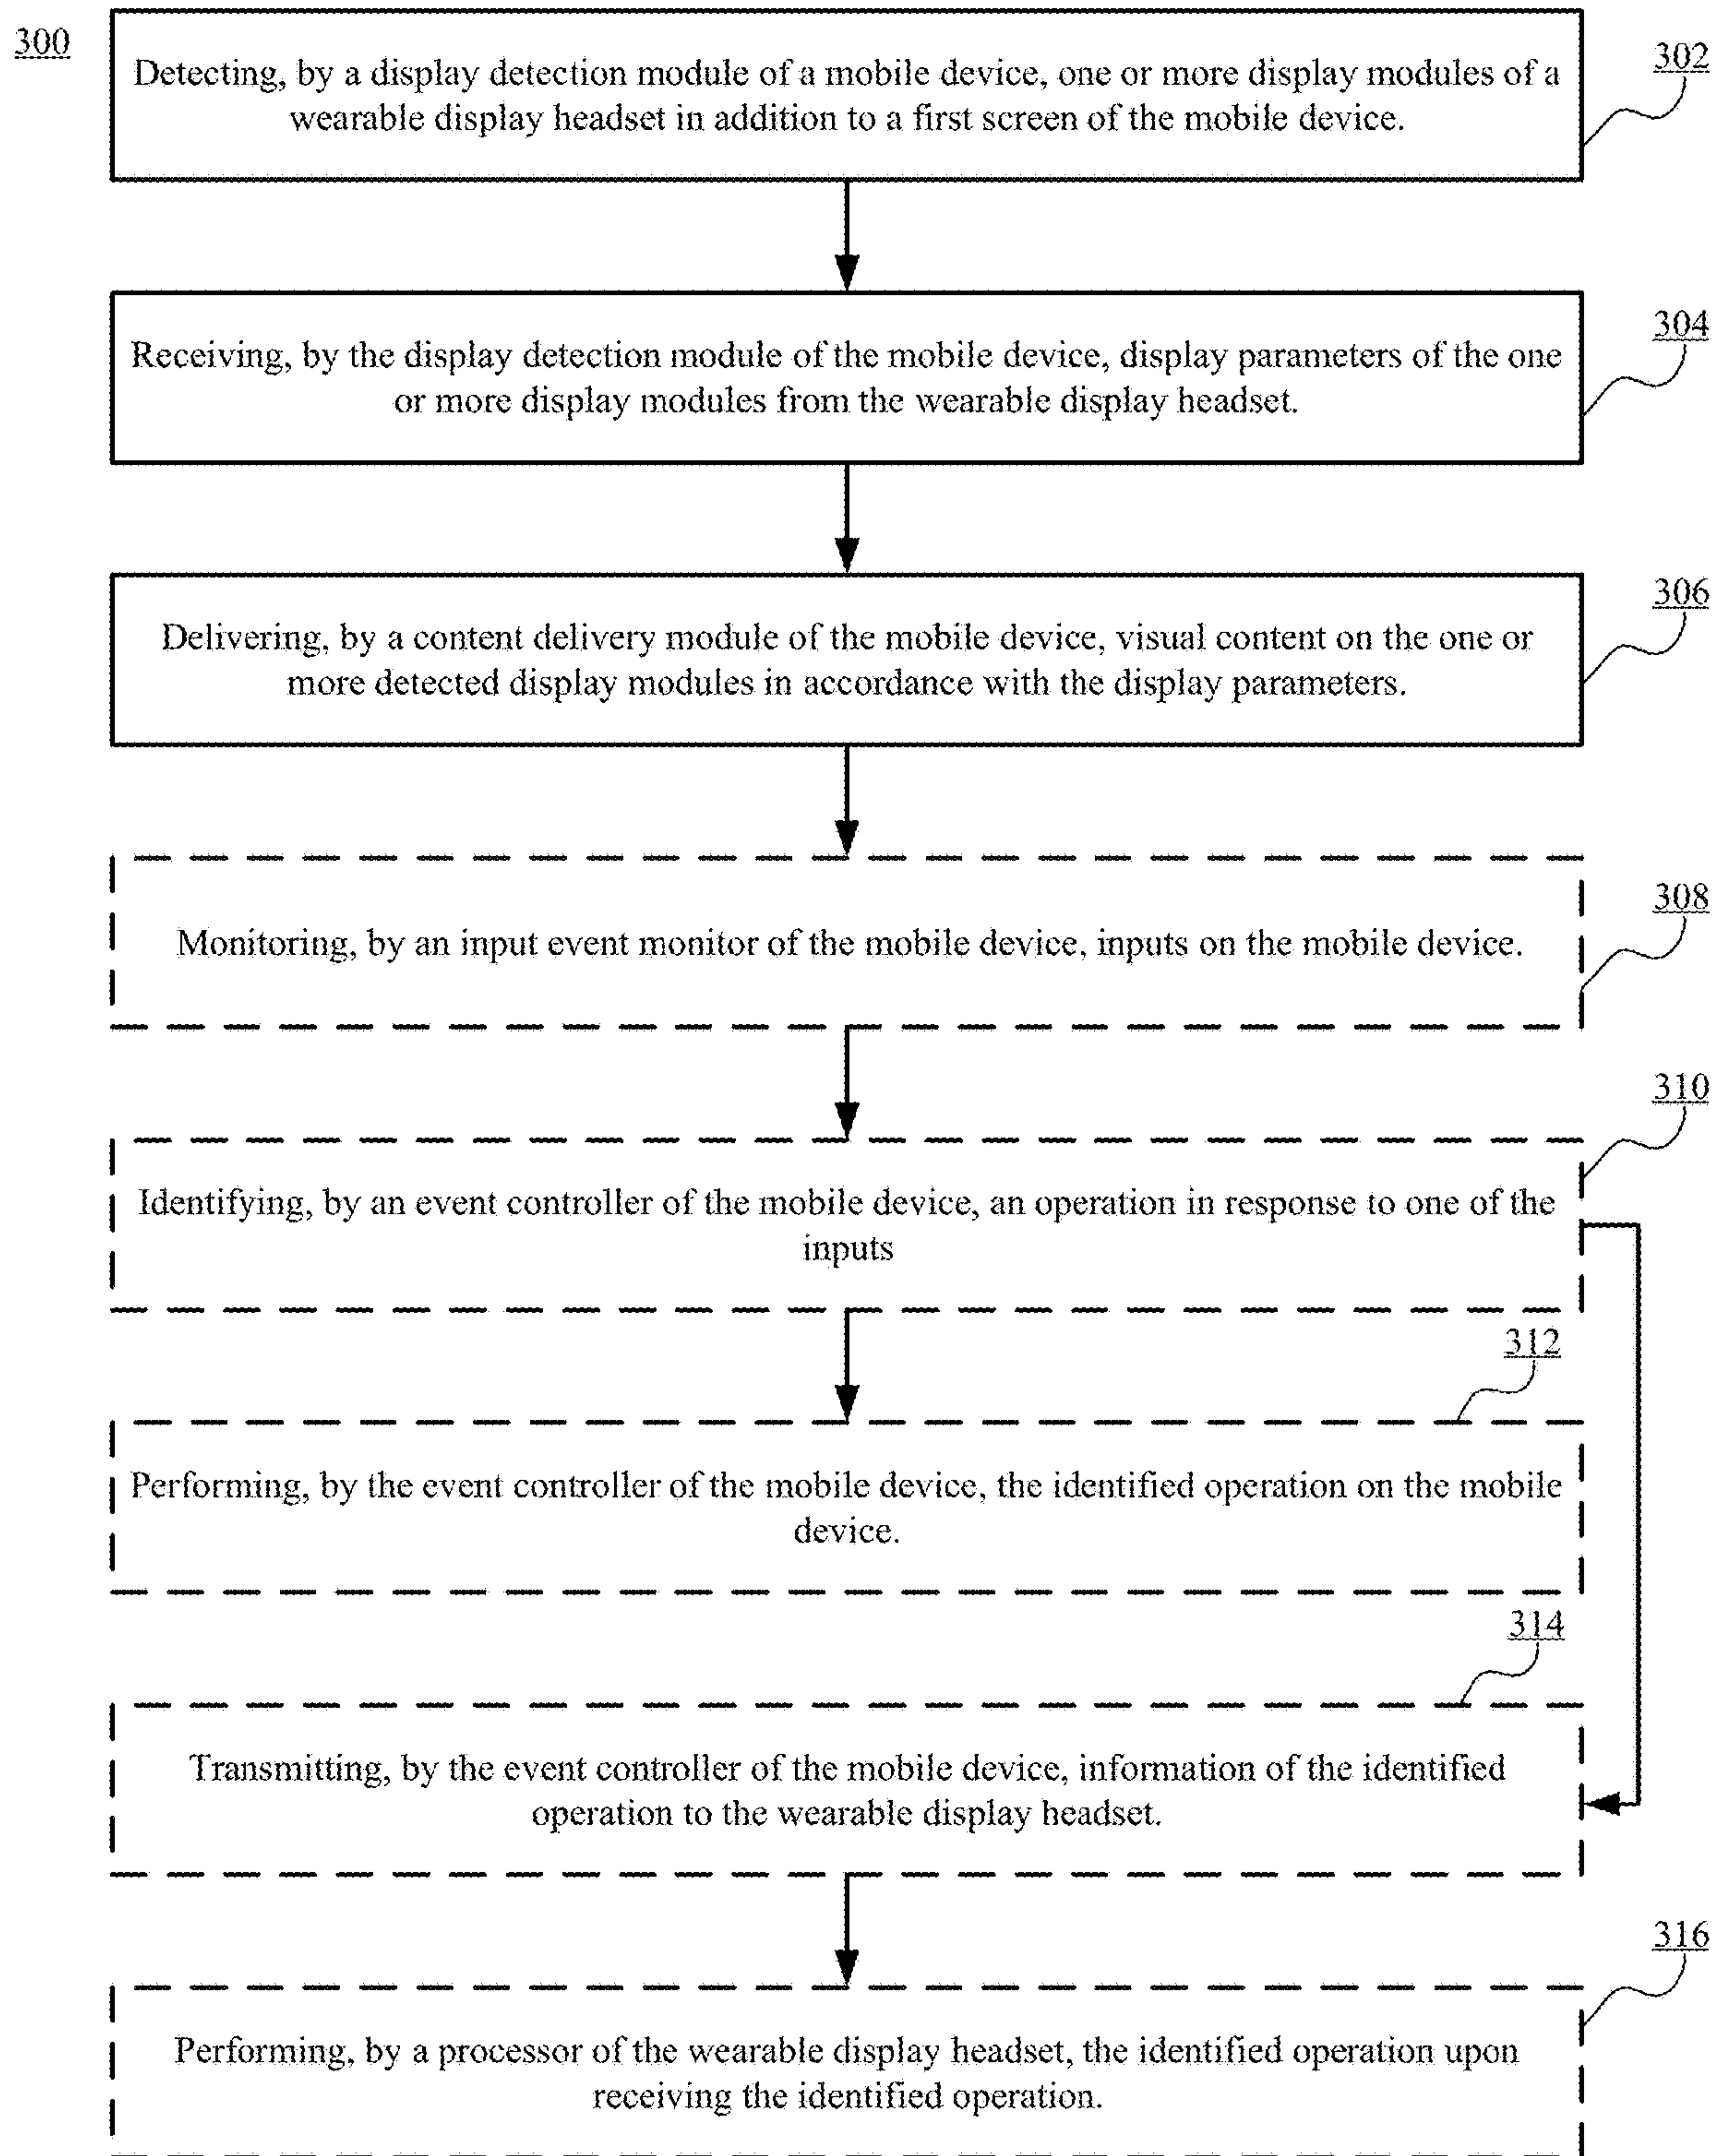 300
302
Detecting, by a display detection module of a mobile device, one or more display modules of a
wearable display headset in addition to a first screen of the mobile device.
304
Receiving, by the display detection module of the mobile device, display parameters of the one
or more display modules from the wearable display headset.
306
Delivering, by a content delivery module of the mobile device, visual content on the one or
more detected display modules in accordance with the display parameters.
308
Monitoring, by an input event monitor of the mobile device, inputs on the mobile device.
310
Identifying, by an event controller of the mobile device, an operation in response to one of the
inputs
312
Performing, by the event controller of the mobile device, the identified operation on the mobile
device.
314
Transmitting, by the event controller of the mobile device, information of the identified
operation to the wearable display headset.
316
Performing, by a processor of the wearable display headset, the identified operation upon
receiving the identified operation.